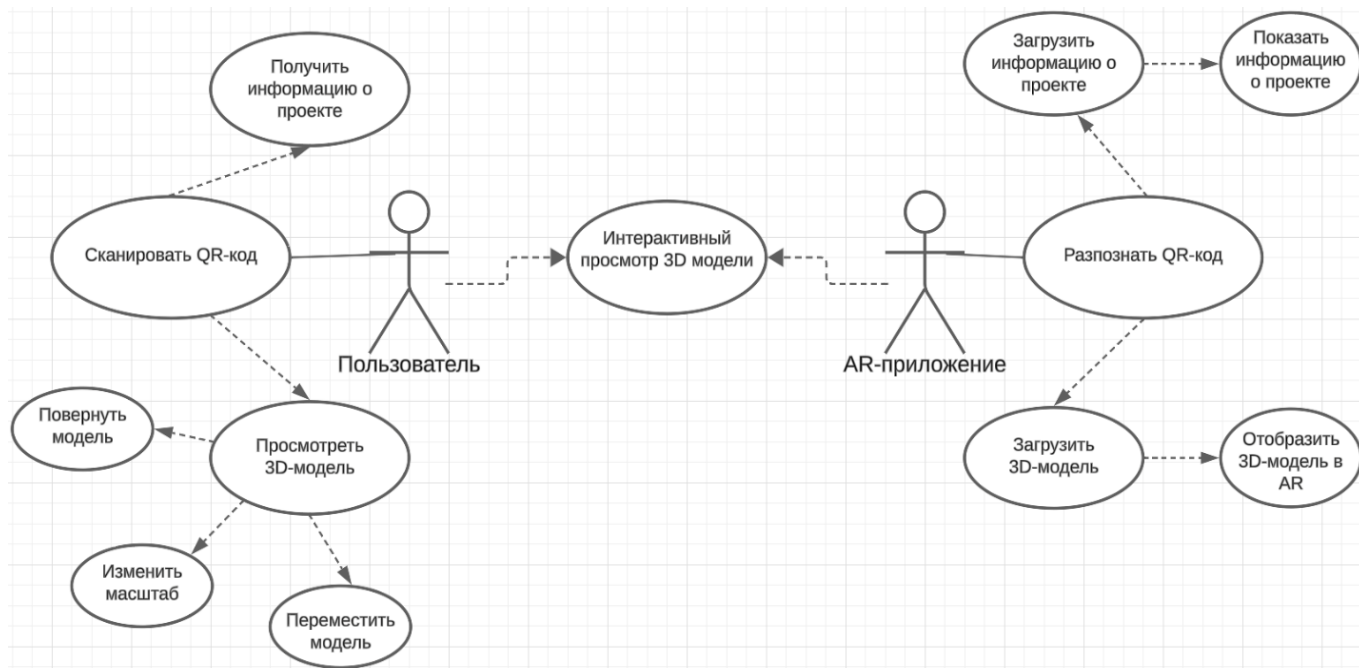 Получить
информацию о
проекте
Загрузить
информацию о
проекте
Показать
информацию
о проекте
Сканировать QR-код
Интерактивный
просмотр 3D модели
Разпознать QR-код
Пользователь
AR-приложение
Повернуть
модель
Просмотреть
3D-модель
Загрузить
3D-модель
Отобразить
3D-модель в
AR
Изменить
масштаб
Переместить
модель